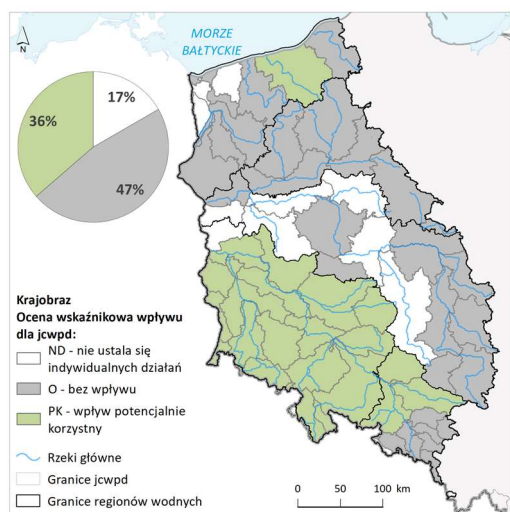 N
MORZE
BAŁTYCKIE
17%
36%
47%
Krajobraz
Ocena wskaźnikowa wpływu
dla jcwpd:
ND - nie ustala się
indywidualnych działań
O - bez wpływu
PK - wpływ potencjalnie
korzystny
Rzeki główne
Granice jcwpd
Granice regionów wodnych
0 50 100 km